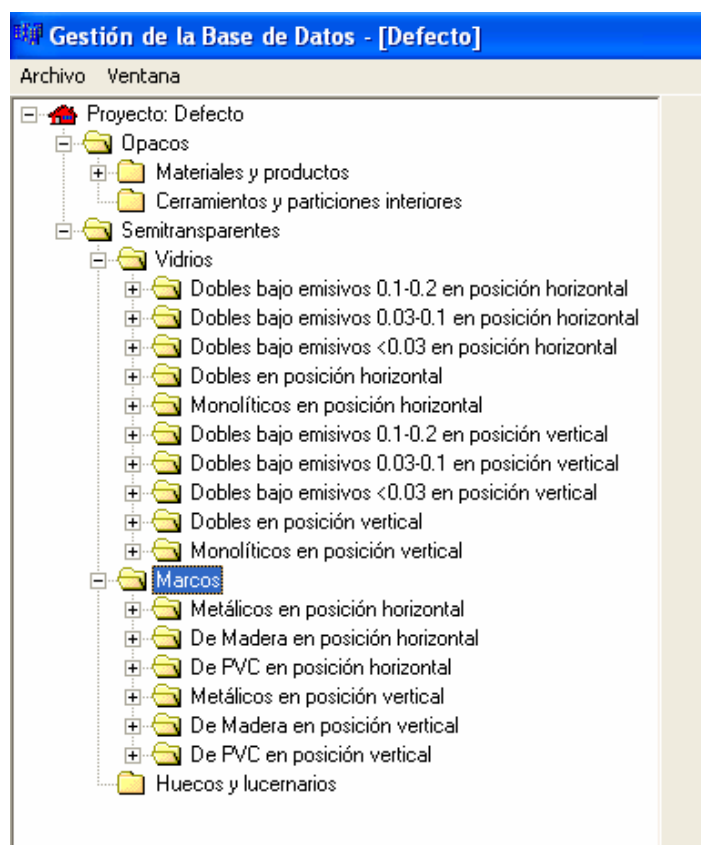 Gestión de la Base de Datos - [Defecto]
Archivo Ventana
Proyecto: Defecto
Opacos
Materiales y productos
Cerramientos y particiones interiores
Semitransparentes
Vidrios
Dobles bajo emisivos 0.1-0.2 en posición horizontal
Dobles bajo emisivos 0.03-0.1 en posición horizontal
Dobles bajo emisivos <0.03 en posición horizontal
Dobles en posición horizontal
Monolíticos en posición horizontal
Dobles bajo emisivos 0.1-0.2 en posición vertical
Dobles bajo emisivos 0.03-0.1 en posición vertical
Dobles bajo emisivos <0.03 en posición vertical
Dobles en posición vertical
Monolíticos en posición vertical
Marcos
Metálicos en posición horizontal
De Madera en posición horizontal
De PVC en posición horizontal
Metálicos en posición vertical
De Madera en posición vertical
De PVC en posición vertical
Huecos y lucernarios